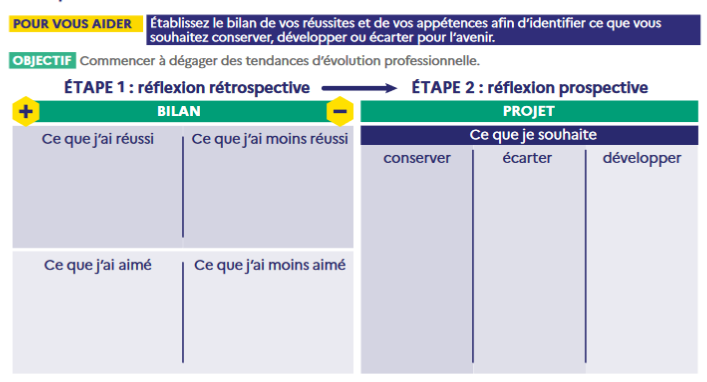 POUR VOUS AIDER
Établissez le bilan de vos réussites et de vos appétences afin d'identifier ce que vous
souhaitez conserver, développer ou écarter pour l'avenir.
OBJECTIF Commencer à dégager des tendances d'évolution professionnelle.
ÉTAPE 1 : réflexion rétrospective
ÉTAPE 2 : réflexion prospective
+ BILAN –
PROJET
Ce que j'ai réussi
Ce que j'ai moins réussi
Ce que j'ai aimé
Ce que j'ai moins aimé
Ce que je souhaite
conserver
écarter
développer